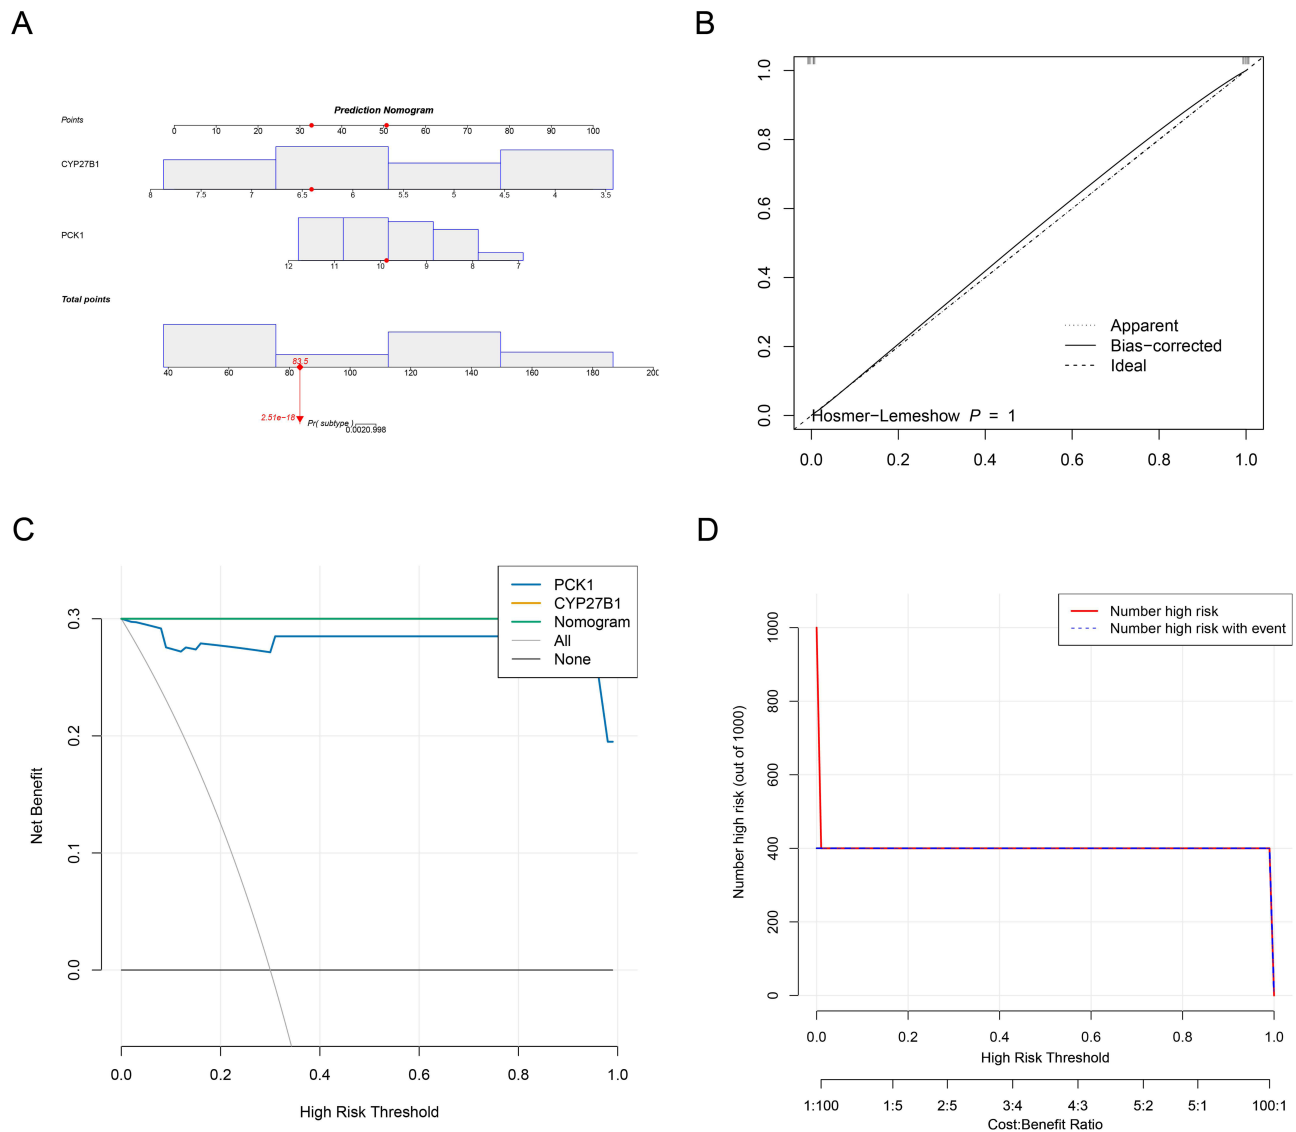 A
Prediction Nomogram
Points
0 10 20 30 40 50 60 70 80 90 100
CYP27B1
8 7.5 7 6.5 6 5.5 5 4.5 4 3.5
PCK1
12 11 10 9 8 7
Total points
83.5
40 60 80 100 120 140 160 180 200
2.51e−18
Pr( subtype )
0.0020.998
B
1.0
0.8
0.6
0.4
0.2
0.0
Apparent
Bias−corrected
Ideal
Hosmer−Lemeshow P = 1
0.0 0.2 0.4 0.6 0.8 1.0
C
PCK1
CYP27B1
Nomogram
All
None
0.3
0.2
0.1
0.0
Net Benefit
0.0 0.2 0.4 0.6 0.8 1.0
High Risk Threshold
D
Number high risk
Number high risk with event
1000
800
600
400
200
0
Number high risk (out of 1000)
0.0 0.2 0.4 0.6 0.8 1.0
High Risk Threshold
1:100 1:5 2:5 3:4 4:3 5:2 5:1 100:1
Cost:Benefit Ratio